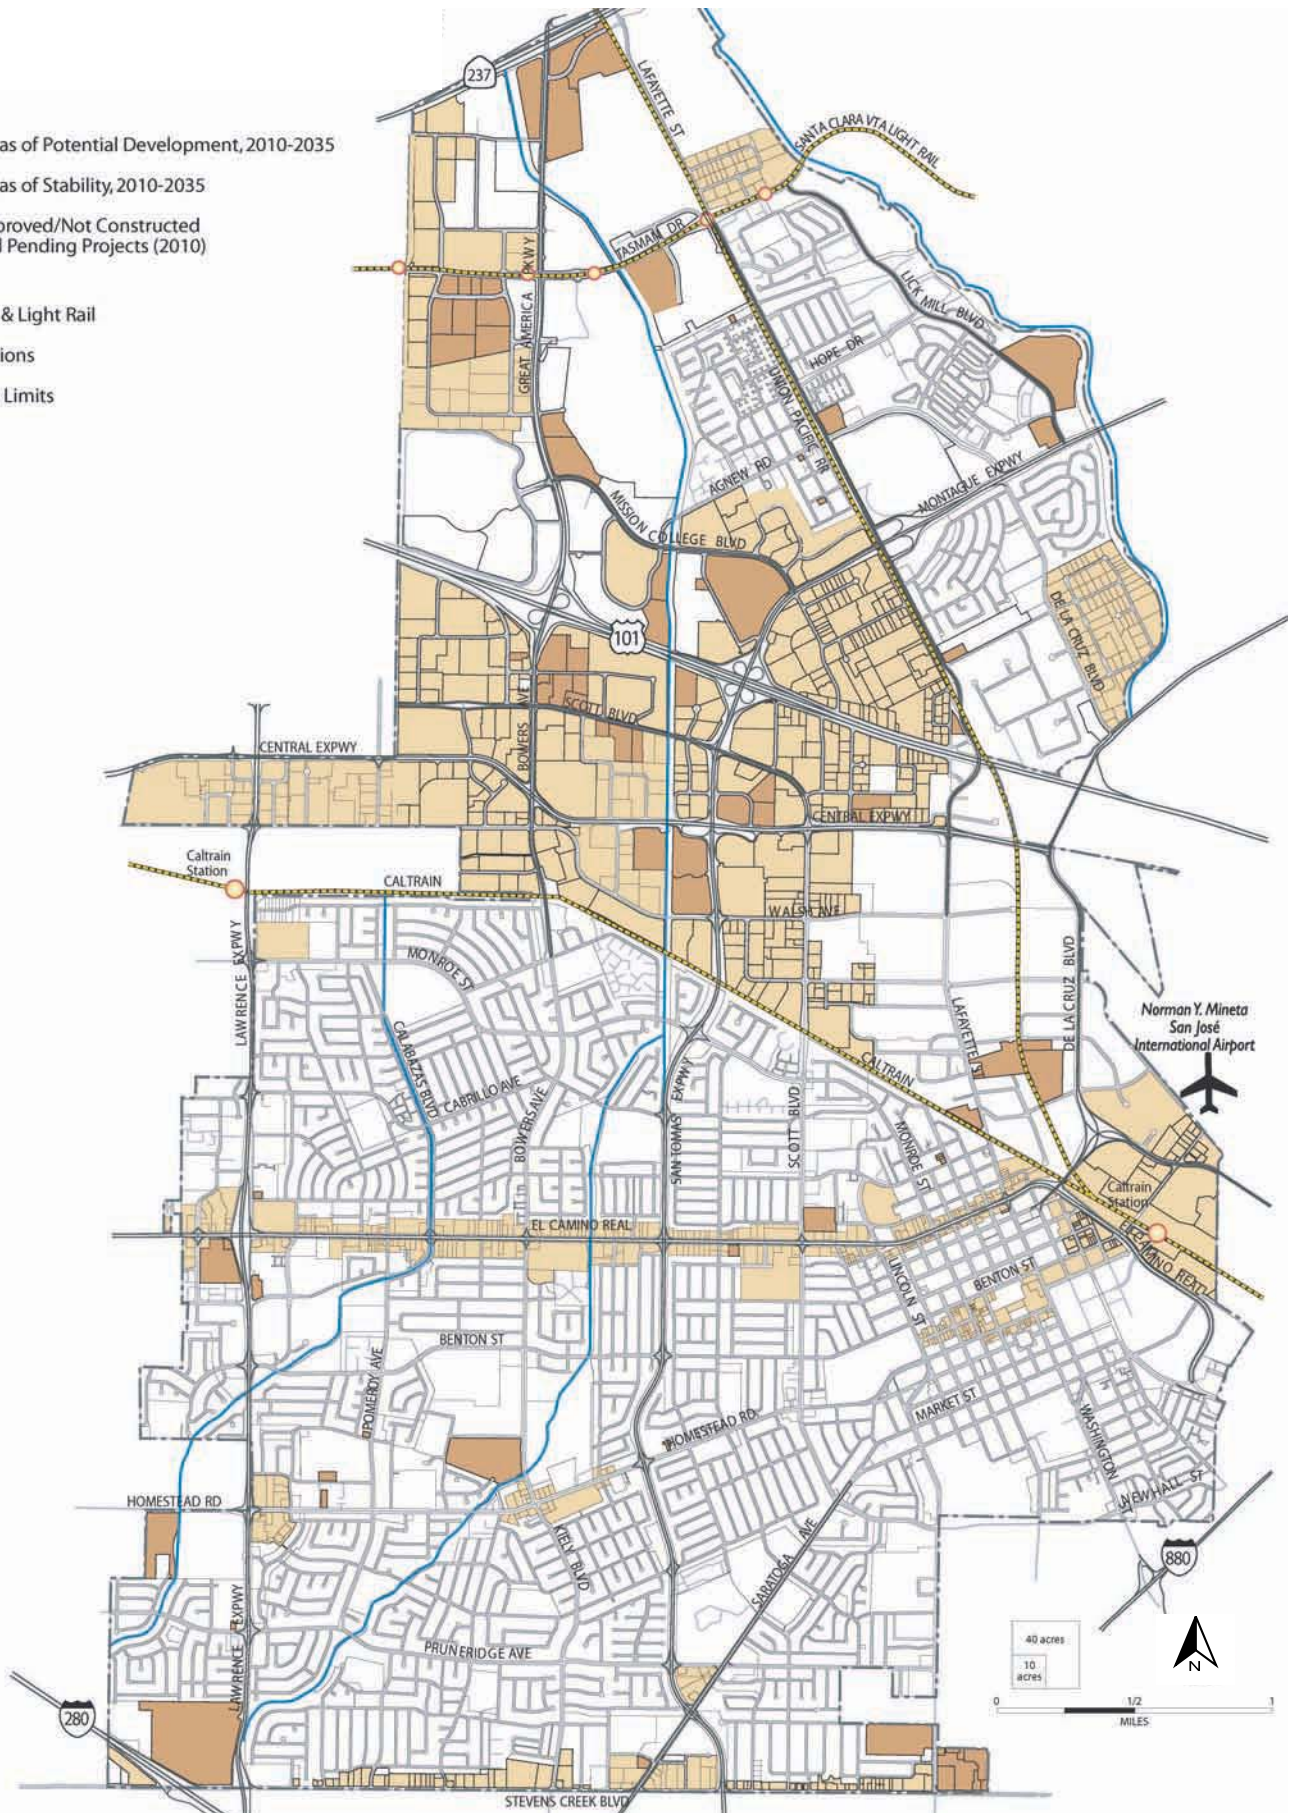 237
LAFAYETTE ST
as of Potential Development, 2010-2035
SANTA CLARA VTA LIGHT RAIL
as of Stability, 2010-2035
proved/Not Constructed
d Pending Projects (2010)
TASMAN DR
GREAT AMERICA PKWY
LICK MILL BLVD
& Light Rail
ions
HOPE DR
Limits
UNION PACIFIC RR
AGNEW RD
MONTAGUE EXPWY
MISSION COLLEGE BLVD
DE LA CRUZ BLVD
101
SCOTT BLVD
BOWERS AVE
CENTRAL EXPWY
CENTRAL EXPWY
Caltrain
Station
CALTRAIN
WALSH AVE
LAWRENCE EXPWY
MONROE ST
DE LA CRUZ BLVD
LAFAYETTE ST
Norman Y. Mineta
San José
International Airport
CALABAZAS BLVD
CABRILLO AVE
BOWERS AVE
SAN TOMAS EXPWY
SCOTT BLVD
CALTRAIN
MONROE ST
Caltrain
Station
EL CAMINO REAL
EL CAMINO REAL
LINCOLN ST
BENTON ST
BENTON ST
POMEROY AVE
MARKET ST
HOMESTEAD RD
WASHINGTON ST
NEWHALL ST
HOMESTEAD RD
KIELY BLVD
SARATOGA AVE
880
LAWRENCE EXPWY
PRUNERIDGE AVE
40 acres
10
acres
N
0 1/2 1
MILES
280
STEVENS CREEK BLVD